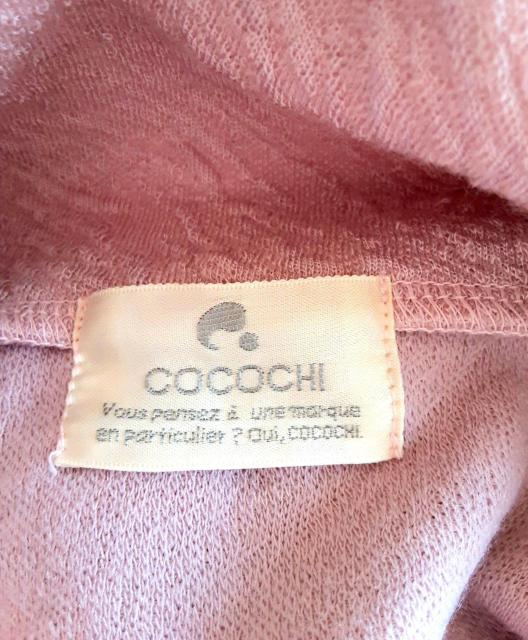 COCOCHI
Vous pensez à une marque
en particulier ? Oui, COCOCHI.